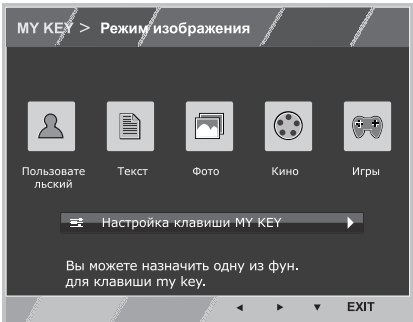 MY KEY > Режим изображения
Пользовате
льский
Текст
Фото
Кино
Игры
Настройка клавиши MY KEY
Вы можете назначить одну из фун.
для клавиши my key.
EXIT